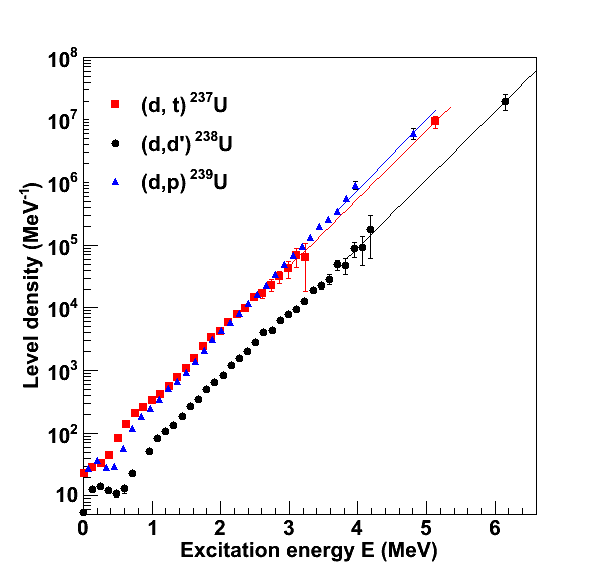 10⁸
10⁷
10⁶
10⁵
10⁴
10³
10²
10
Level density (MeV⁻¹)
(d, t) ²³⁷U
(d,d') ²³⁸U
(d,p) ²³⁹U
0 1 2 3 4 5 6
Excitation energy E (MeV)